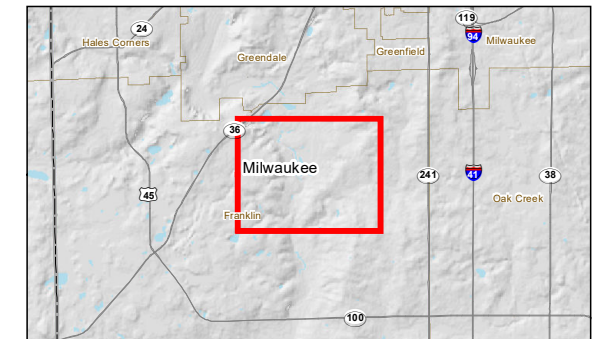 119
24
94
Hales Corners
Milwaukee
Greenfield
Greendale
36
Milwaukee
241
41
38
45
Oak Creek
Franklin
100